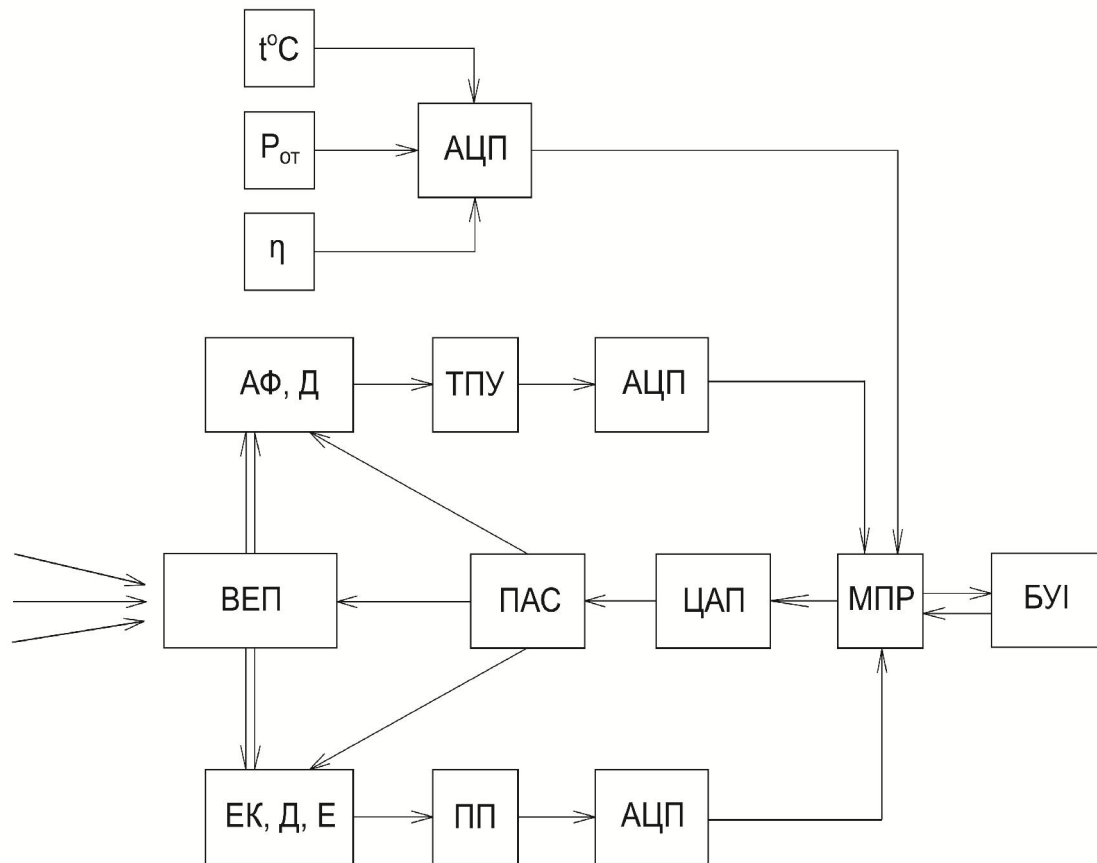 t°C
Pот
АЦП
η
АФ, Д
ТПУ
АЦП
ВЕП
ПАС
ЦАП
МПР
БУІ
ЕК, Д, Е
ПП
АЦП